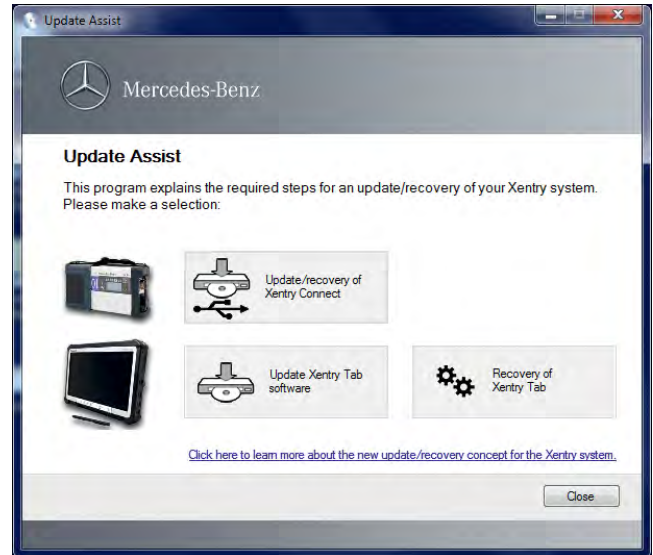 Update Assist
Mercedes-Benz
Update Assist
This program explains the required steps for an update/recovery of your Xentry system.
Please make a selection:
Update/recovery of
Xentry Connect
Update Xentry Tab
software
Recovery of
Xentry Tab
Click here to learn more about the new update/recovery concept for the Xentry system.
Close